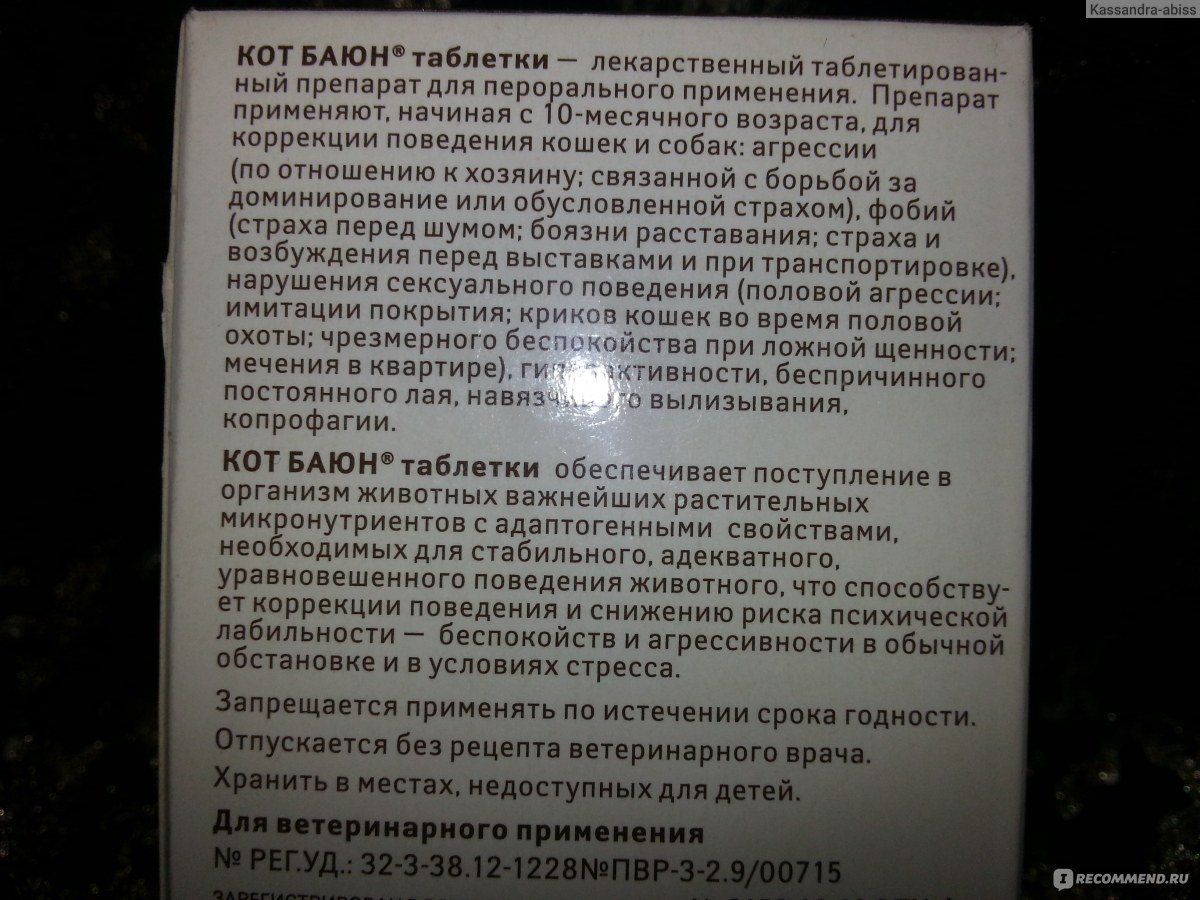 Kassandra-abiss
КОТ БАЮН® таблетки — лекарственный таблетирован-
ный препарат для перорального применения. Препарат
применяют, начиная с 10-месячного возраста, для
коррекции поведения кошек и собак: агрессии
(по отношению к хозяину; связанной с борьбой за
доминирование или обусловленной страхом), фобий
(страха перед шумом; боязни расставания; страха и
возбуждения перед выставками и при транспортировке),
нарушения сексуального поведения (половой агрессии;
имитации покрытия; криков кошек во время половой
охоты; чрезмерного беспокойства при ложной щенности;
мечения в квартире), беспричинного
постоянного лая, вылизывания,
копрофагии.
КОТ БАЮН® таблетки обеспечивает поступление в
организм животных важнейших растительных
микронутриентов с адаптогенными свойствами,
необходимых для стабильного, адекватного,
уравновешенного поведения животного, что способству-
ет коррекции поведения и снижению риска психической
лабильности — беспокойств и агрессивности в обычной
обстановке и в условиях стресса.
Запрещается применять по истечении срока годности.
Отпускается без рецепта ветеринарного врача.
Хранить в местах, недоступных для детей.
Для ветеринарного применения
№ РЕГ.УД.: 32-3-38.12-1228№ПВР-3-2.9/00715
IRECOMMEND.RU